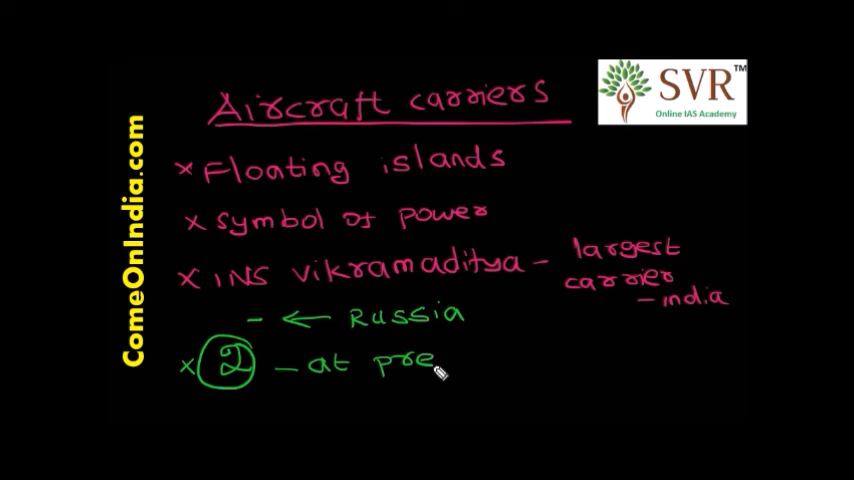 Aircraft carriers
SVR™
Online IAS Academy
x Floating islands
x symbol of power
x INS vikramaditya - largest
carrier
- india
- ← Russia
x 2 - at pre
ComeOnIndia.com